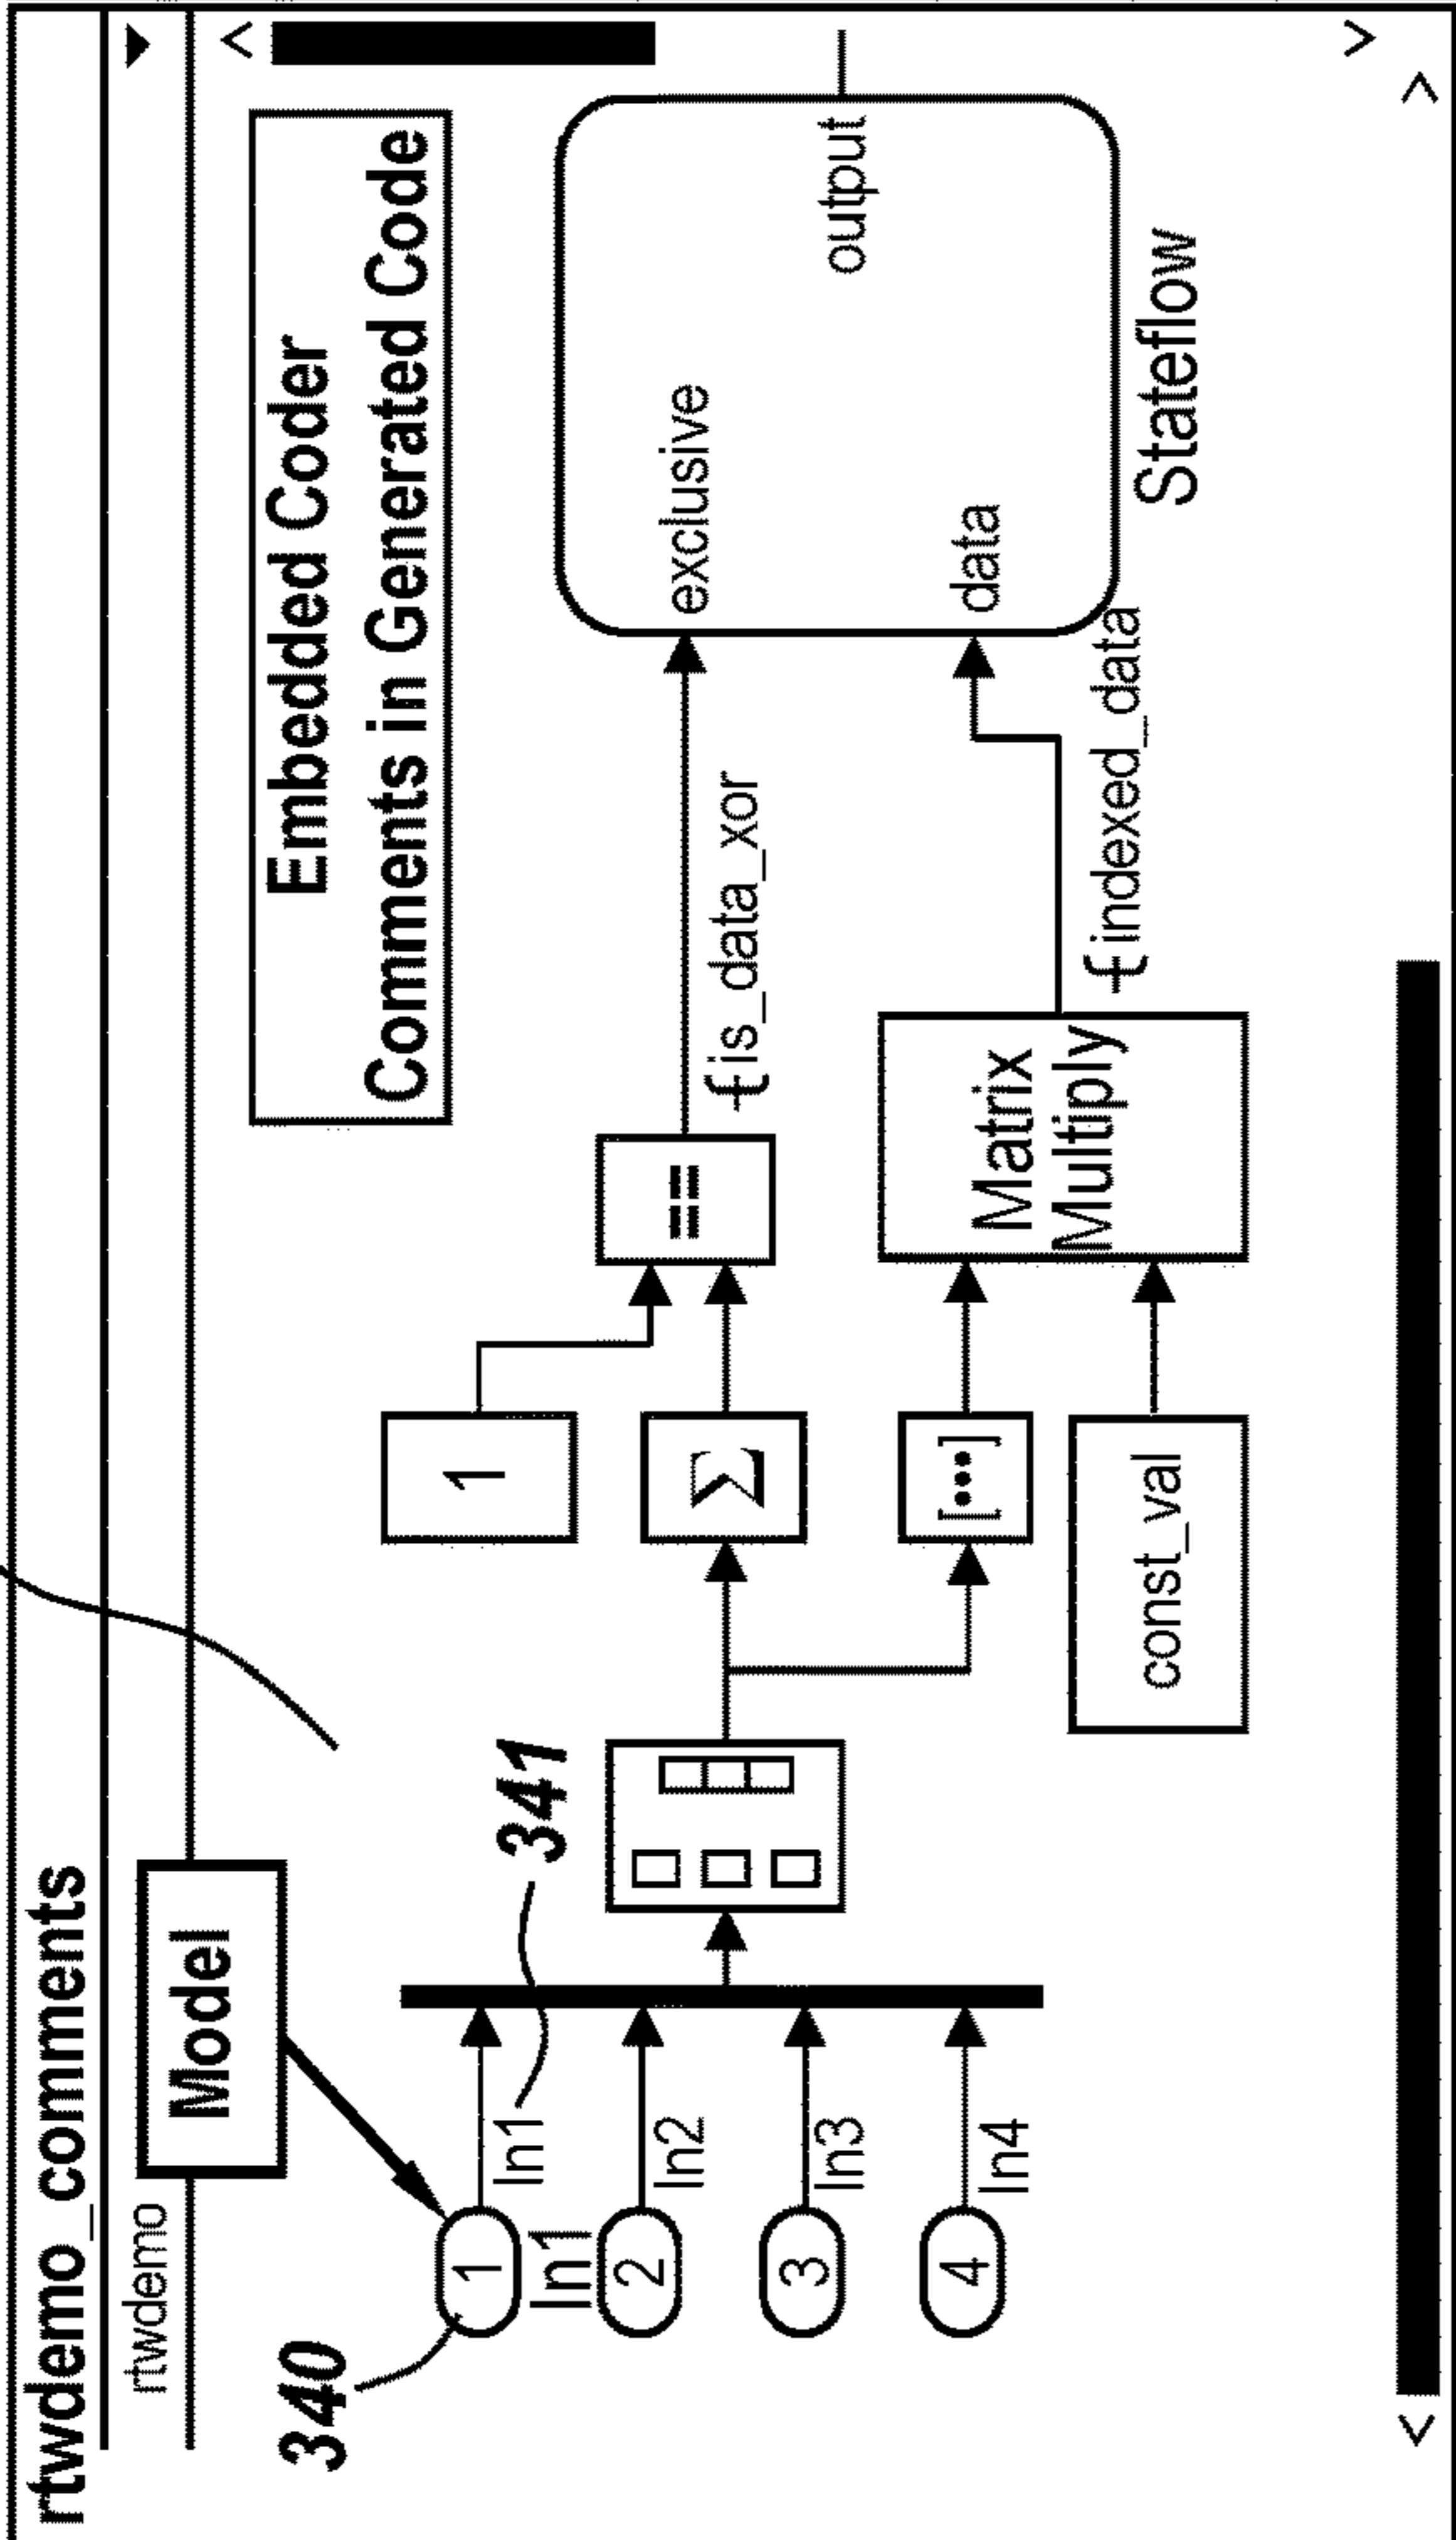 rtwdemo_comments
rtwdemo
Model
Embedded Coder
Comments in Generated Code
340
341
1
In1
In1
2
In2
3
In3
4
In4
1
Σ
==
is_data_xor
[•••]
const_val
Matrix
Multiply
indexed_data
exclusive
data
output
Stateflow